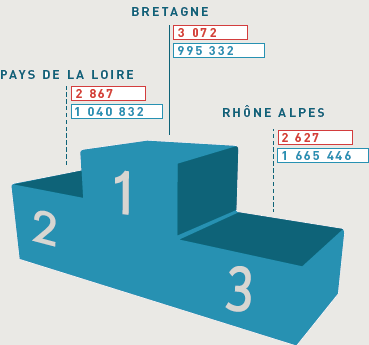 BRETAGNE
3 072
995 332
PAYS DE LA LOIRE
2 867
1 040 832
RHÔNE ALPES
2 627
1 665 446
1
2
3